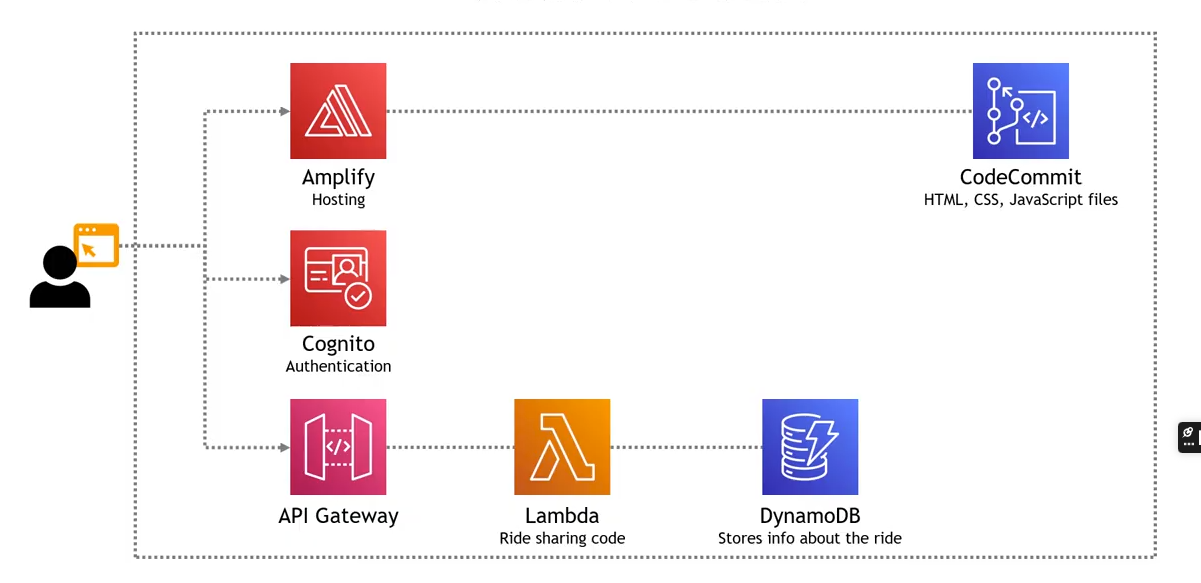 Amplify
Hosting
CodeCommit
HTML, CSS, JavaScript files
</>
Cognito
Authentication
</>
API Gateway
Lambda
Ride sharing code
DynamoDB
Stores info about the ride